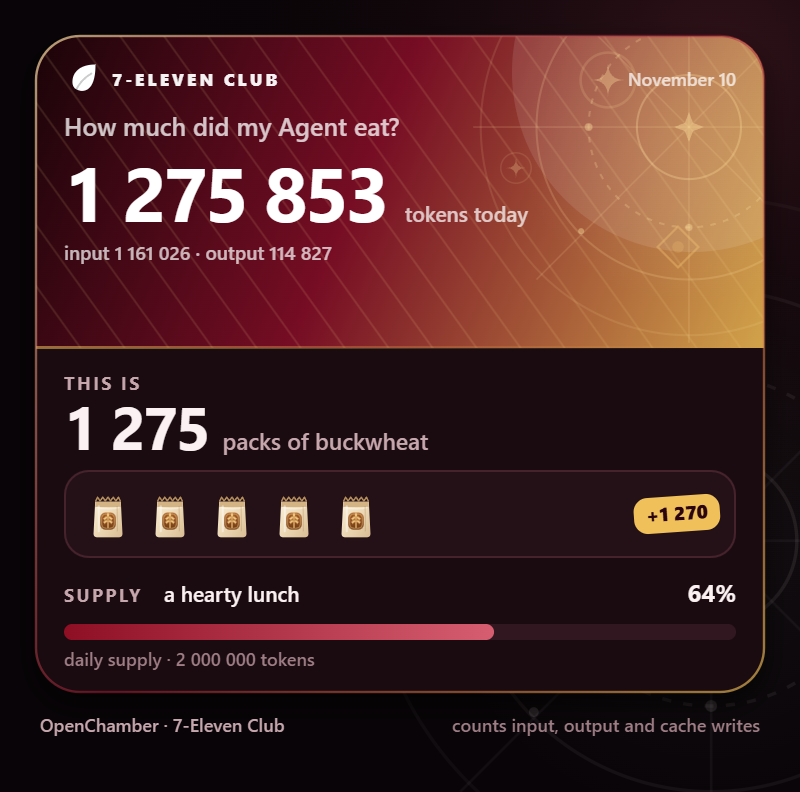 7-ELEVEN CLUB
November 10
How much did my Agent eat?
1 275 853 tokens today
input 1 161 026 · output 114 827
THIS IS
1 275 packs of buckwheat
+1 270
SUPPLY a hearty lunch 64%
daily supply · 2 000 000 tokens
OpenChamber · 7-Eleven Club
counts input, output and cache writes